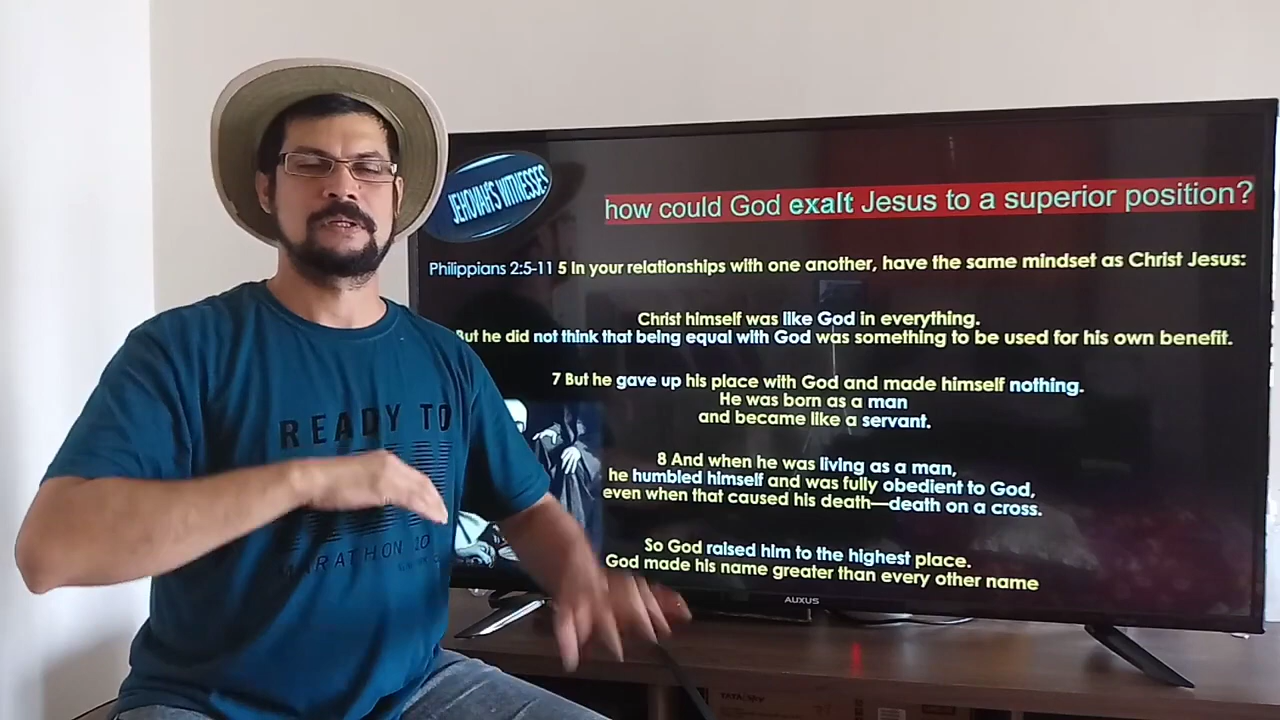 JEHOVAH'S WITNESSES
how could God exalt Jesus to a superior position?
Philippians 2:5-11 5 In your relationships with one another, have the same mindset as Christ Jesus:
Christ himself was like God in everything.
But he did not think that being equal with God was something to be used for his own benefit.
7 But he gave up his place with God and made himself nothing.
He was born as a man
and became like a servant.
8 And when he was living as a man,
he humbled himself and was fully obedient to God,
even when that caused his death—death on a cross.
So God raised him to the highest place.
God made his name greater than every other name
AUXUS
READY TO
MARATHON